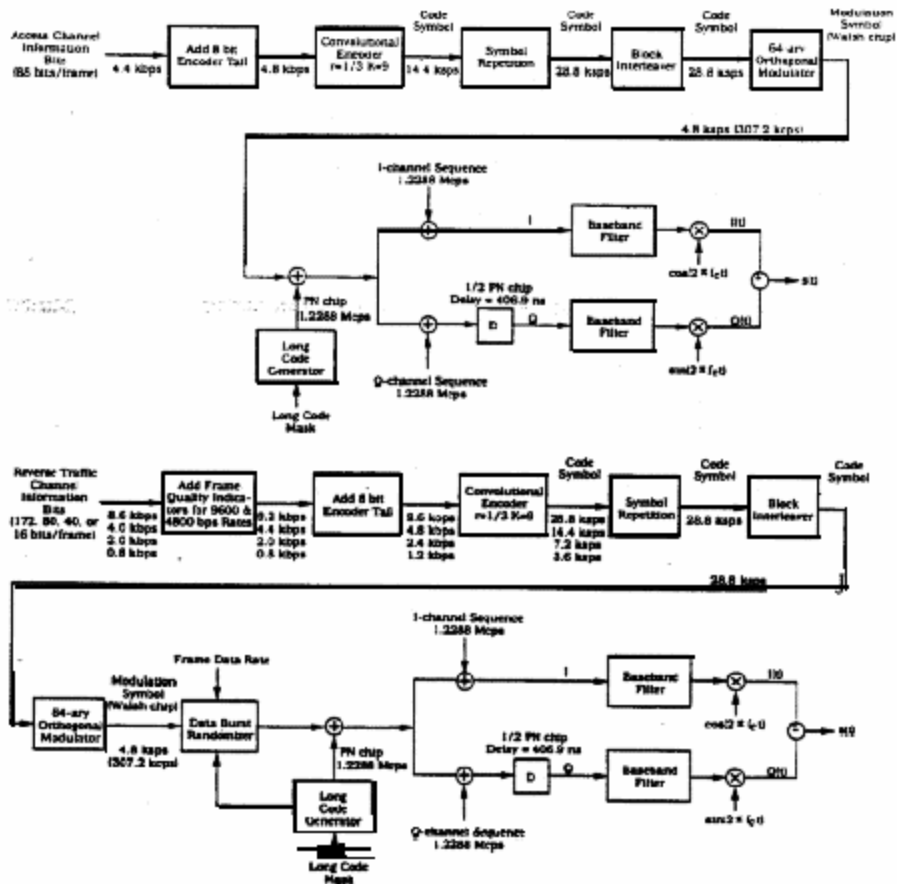 Access Channel
Information
Bits
(88 bits/frame)
4.4 kbps
Add 8 bit
Encoder Tail
4.8 kbps
Convolutional
Encoder
r=1/3 K=9
Code
Symbol
14.4 ksps
Symbol
Repetition
Code
Symbol
28.8 ksps
Block
Interleaver
Code
Symbol
28.8 ksps
64-ary
Orthogonal
Modulator
Modulation
Symbol
(Walsh chip)
4.8 ksps (307.2 kcps)
I-channel Sequence
1.2288 Mcps
I
Baseband
Filter
I(t)
cos(2 π fct)
s(t)
PN chip
1.2288 Mcps
Long
Code
Generator
Long Code
Mask
1/2 PN chip
Delay = 406.9 ns
D
Q
Baseband
Filter
Q(t)
sin(2 π fct)
Q-channel Sequence
1.2288 Mcps
Reverse Traffic
Channel
Information
Bits
(172, 80, 40, or
16 bits/frame)
8.6 kbps
4.0 kbps
2.0 kbps
0.8 kbps
Add Frame
Quality Indica-
tors for 9600 &
4800 bps Rates
9.2 kbps
4.4 kbps
2.0 kbps
0.8 kbps
Add 8 bit
Encoder Tail
9.6 kbps
4.8 kbps
2.4 kbps
1.2 kbps
Convolutional
Encoder
r=1/3 K=9
Code
Symbol
28.8 ksps
14.4 ksps
7.2 ksps
3.6 ksps
Symbol
Repetition
Code
Symbol
28.8 ksps
Block
Interleaver
Code
Symbol
28.8 ksps
64-ary
Orthogonal
Modulator
Modulation
Symbol
(Walsh chip)
4.8 ksps
(307.2 kcps)
Frame Data Rate
Data Burst
Randomizer
PN chip
1.2288 Mcps
Long
Code
Generator
Long Code
Mask
I-channel Sequence
1.2288 Mcps
I
Baseband
Filter
I(t)
cos(2 π fct)
s(t)
1/2 PN chip
Delay = 406.9 ns
D
Q
Baseband
Filter
Q(t)
sin(2 π fct)
Q-channel Sequence
1.2288 Mcps